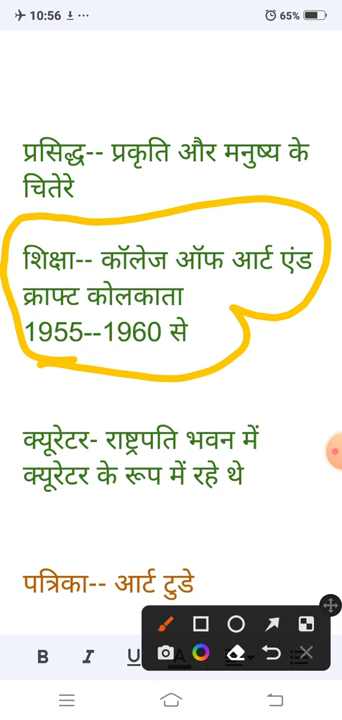 10:56
65%
प्रसिद्ध-- प्रकृति और मनुष्य के
चितेरे
शिक्षा-- कॉलेज ऑफ आर्ट एंड
क्राफ्ट कोलकाता
1955--1960 से
क्यूरेटर- राष्ट्रपति भवन में
क्यूरेटर के रूप में रहे थे
पत्रिका-- आर्ट टुडे
B I U A